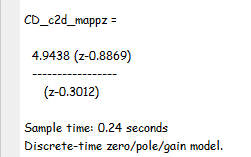 CD_c2d_mappz =
4.9438 (z-0.8869)
-----------------
(z-0.3012)
Sample time: 0.24 seconds
Discrete-time zero/pole/gain model.